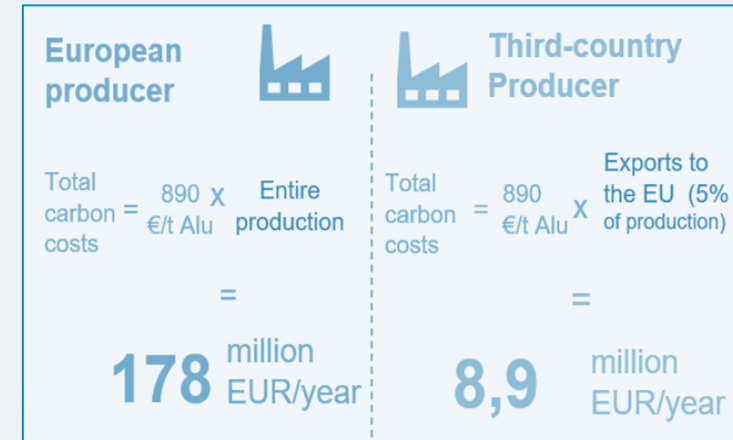 European
producer
Total
carbon
costs
=
890
€/t Alu
X
Entire
production
=
178
million
EUR/year
Third-country
Producer
Total
carbon
costs
=
890
€/t Alu
X
Exports to
the EU (5%
of production)
=
8,9
million
EUR/year